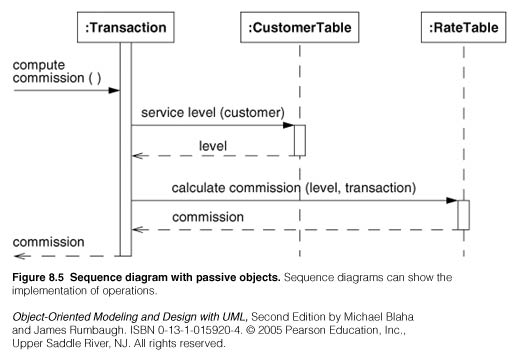 :Transaction
:CustomerTable
:RateTable
compute
commission ( )
service level (customer)
level
calculate commission (level, transaction)
commission
commission
Figure 8.5 Sequence diagram with passive objects. Sequence diagrams can show the
implementation of operations.
Object-Oriented Modeling and Design with UML, Second Edition by Michael Blaha
and James Rumbaugh. ISBN 0-13-1-015920-4. © 2005 Pearson Education, Inc.,
Upper Saddle River, NJ. All rights reserved.